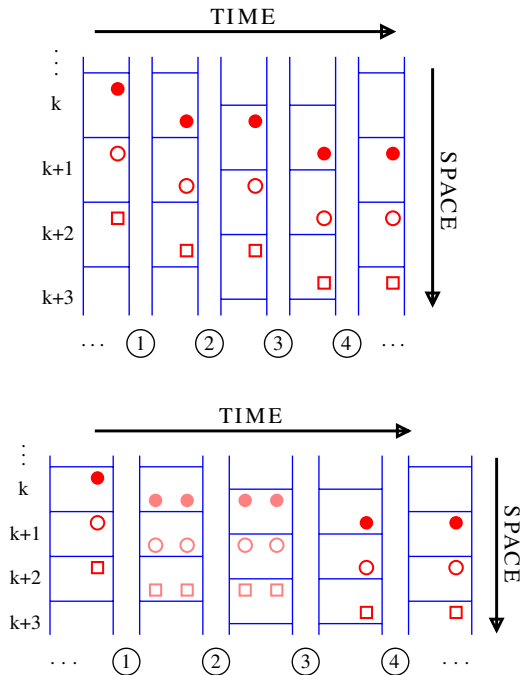 TIME
⋮
k
k+1
k+2
k+3
SPACE
... 1 2 3 4 ...
TIME
⋮
k
k+1
k+2
k+3
SPACE
... 1 2 3 4 ...